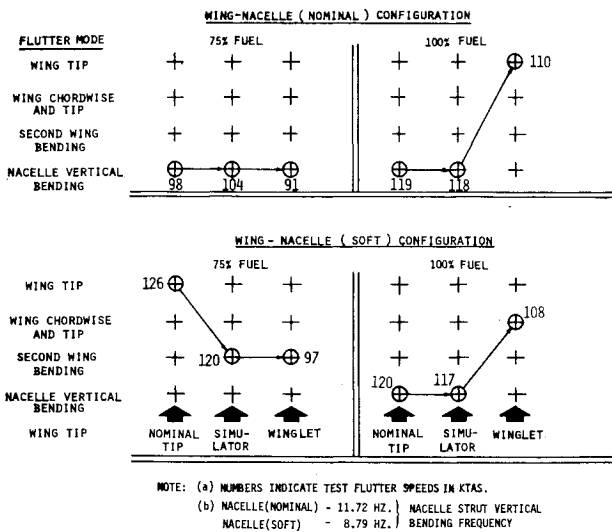 WING-NACELLE ( NOMINAL ) CONFIGURATION
FLUTTER MODE 75% FUEL 100% FUEL
WING TIP 110
WING CHORDWISE
AND TIP
SECOND WING
BENDING
NACELLE VERTICAL
BENDING
98 104 91 119 118
WING - NACELLE ( SOFT ) CONFIGURATION
75% FUEL 100% FUEL
WING TIP 126
WING CHORDWISE
AND TIP
108
SECOND WING
BENDING
120 97
NACELLE VERTICAL
BENDING
120 117
WING TIP
NOMINAL
TIP
SIMU-
LATOR
WINGLET
NOMINAL
TIP
SIMU-
LATOR
WINGLET
NOTE: (a) NUMBERS INDICATE TEST FLUTTER SPEEDS IN KTAS.
(b) NACELLE(NOMINAL) - 11.72 HZ. } NACELLE STRUT VERTICAL
NACELLE(SOFT) - 8.79 HZ. } BENDING FREQUENCY